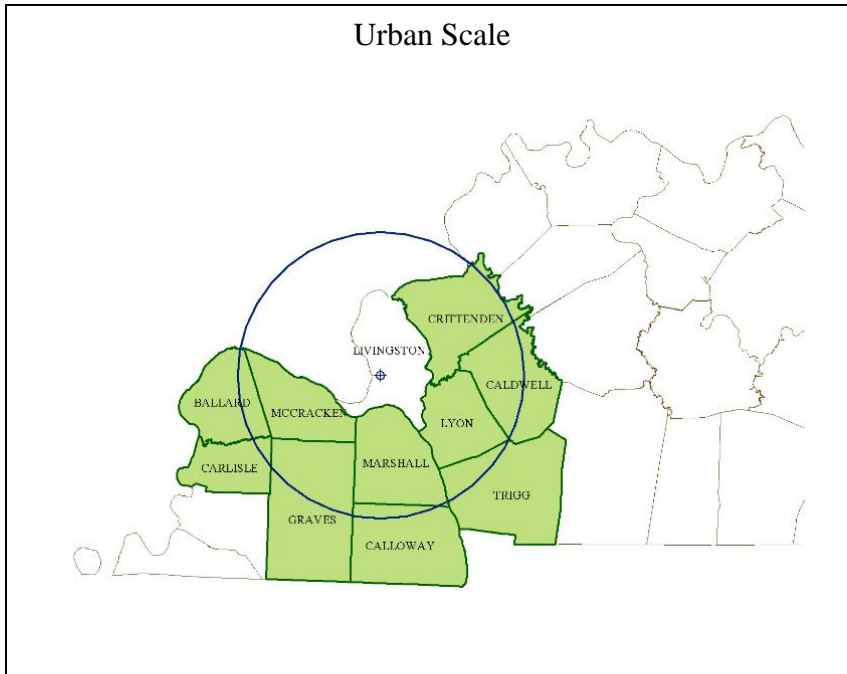 Urban Scale
CRITTENDEN
LIVINGSTON
CALDWELL
BALLARD
MCCRACKEN
LYON
MARSHALL
CARLISLE
TRIGG
GRAVES
CALLOWAY